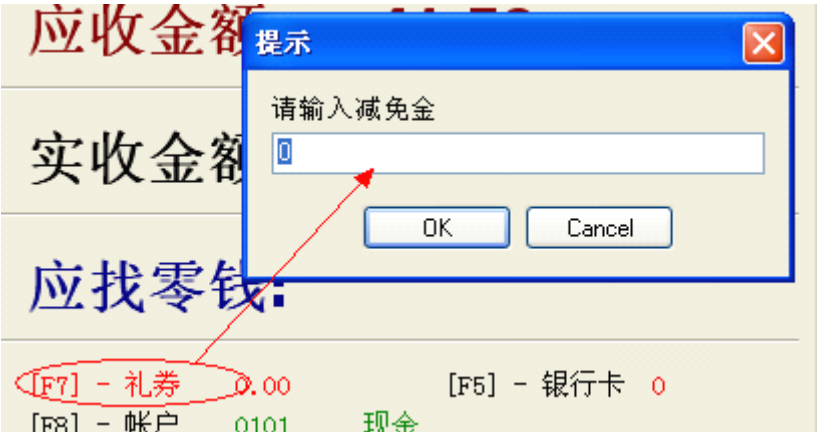 应收金额
提示
请输入减免金
实收金额
0
OK Cancel
应找零钱:
[F7] - 礼券 0.00 [F5] - 银行卡 0
[F8] - 帐户 0101 现金